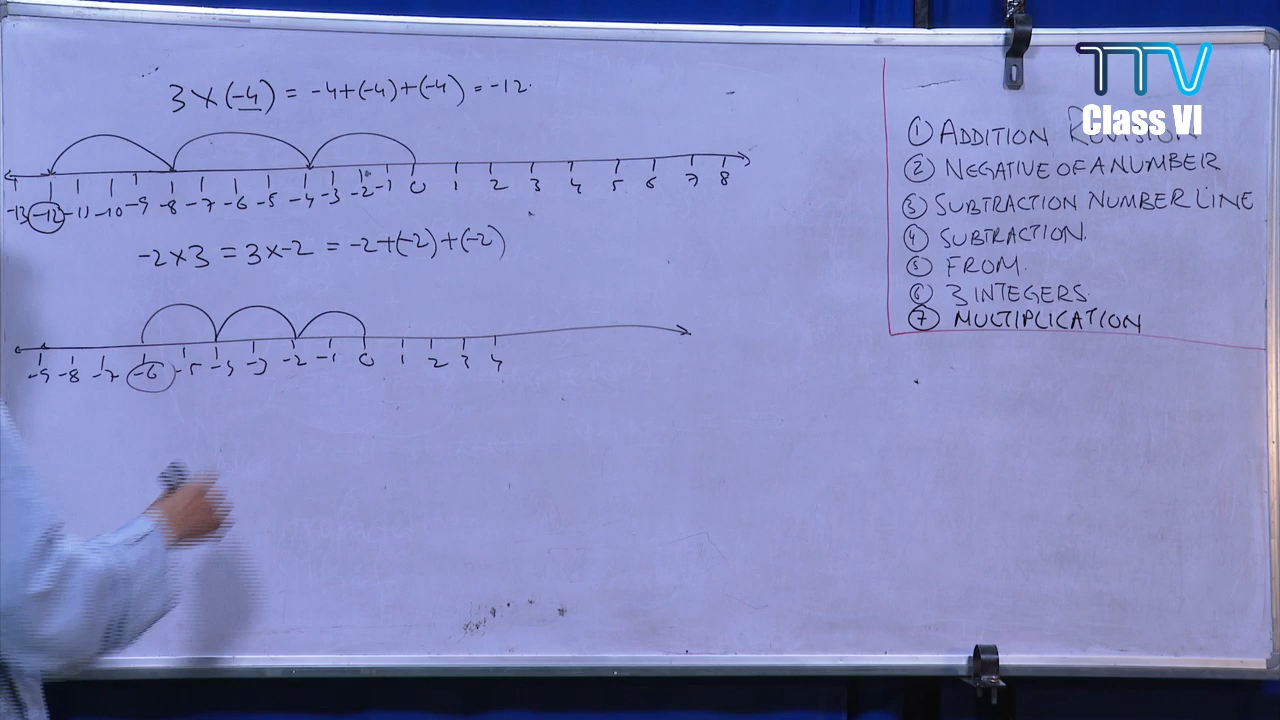 3 × (-4) = -4+(-4)+(-4) = -12.
-13 -12 -11 -10 -9 -8 -7 -6 -5 -4 -3 -2 -1 0 1 2 3 4 5 6 7 8
-2×3 = 3×-2 = -2+(-2)+(-2)
-9 -8 -7 -6 -5 -4 -3 -2 -1 0 1 2 3 4
TTV
Class VI
① ADDITION REVISION
② NEGATIVE OF A NUMBER
③ SUBTRACTION NUMBER LINE
④ SUBTRACTION.
⑤ FROM.
⑥ 3 INTEGERS.
⑦ MULTIPLICATION